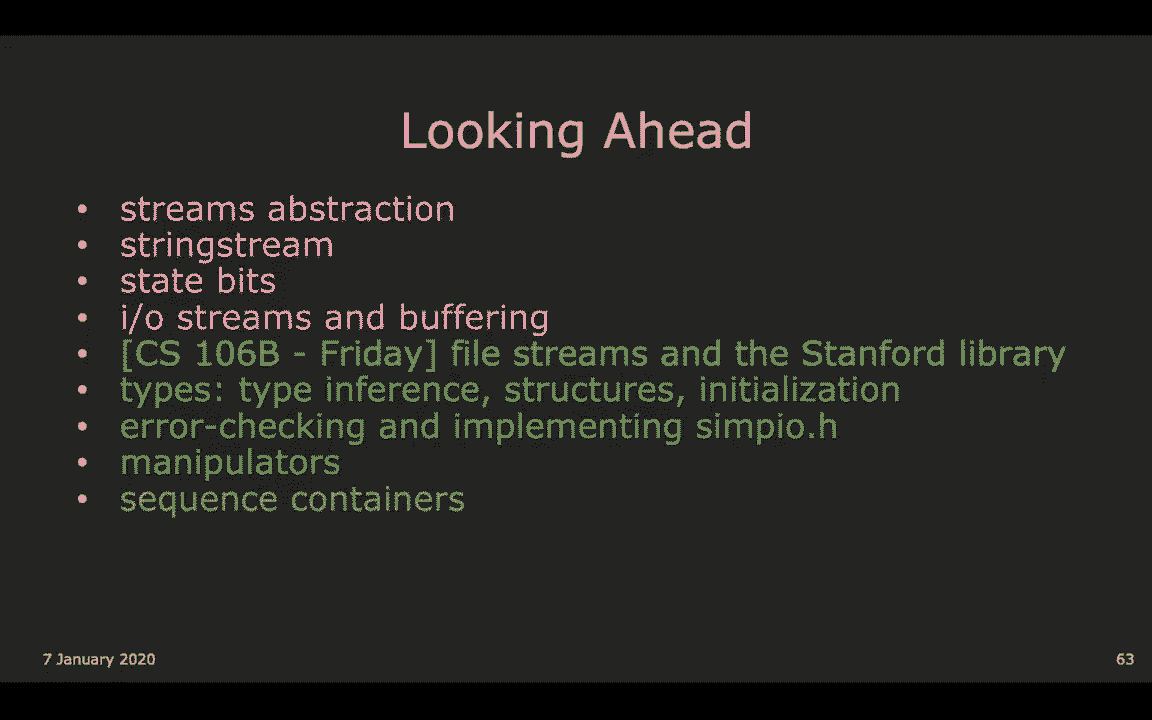 Looking Ahead
• streams abstraction
• stringstream
• state bits
• i/o streams and buffering
• [CS 106B - Friday] file streams and the Stanford library
• types: type inference, structures, initialization
• error-checking and implementing simpio.h
• manipulators
• sequence containers
7 January 2020
63